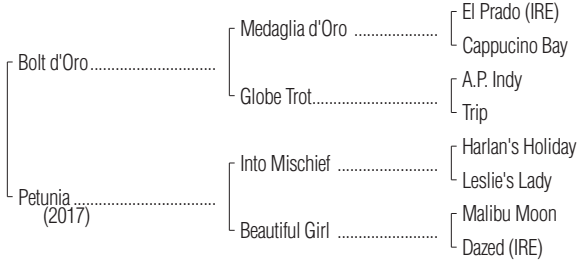 El Prado (IRE)
Medaglia d'Oro ....................
Cappucino Bay
Bolt d'Oro..............................
A.P. Indy
Globe Trot..............................
Trip
Harlan's Holiday
Into Mischief ........................
Leslie's Lady
Petunia ..................................
(2017)
Malibu Moon
Beautiful Girl ........................
Dazed (IRE)